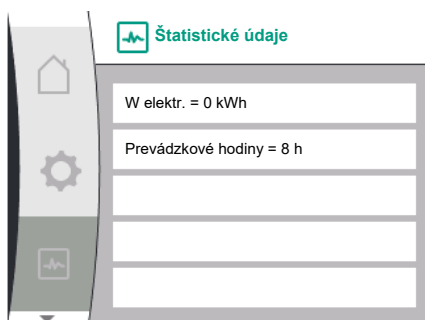 Štatistické údaje
W elektr. = 0 kWh
Prevádzkové hodiny = 8 h